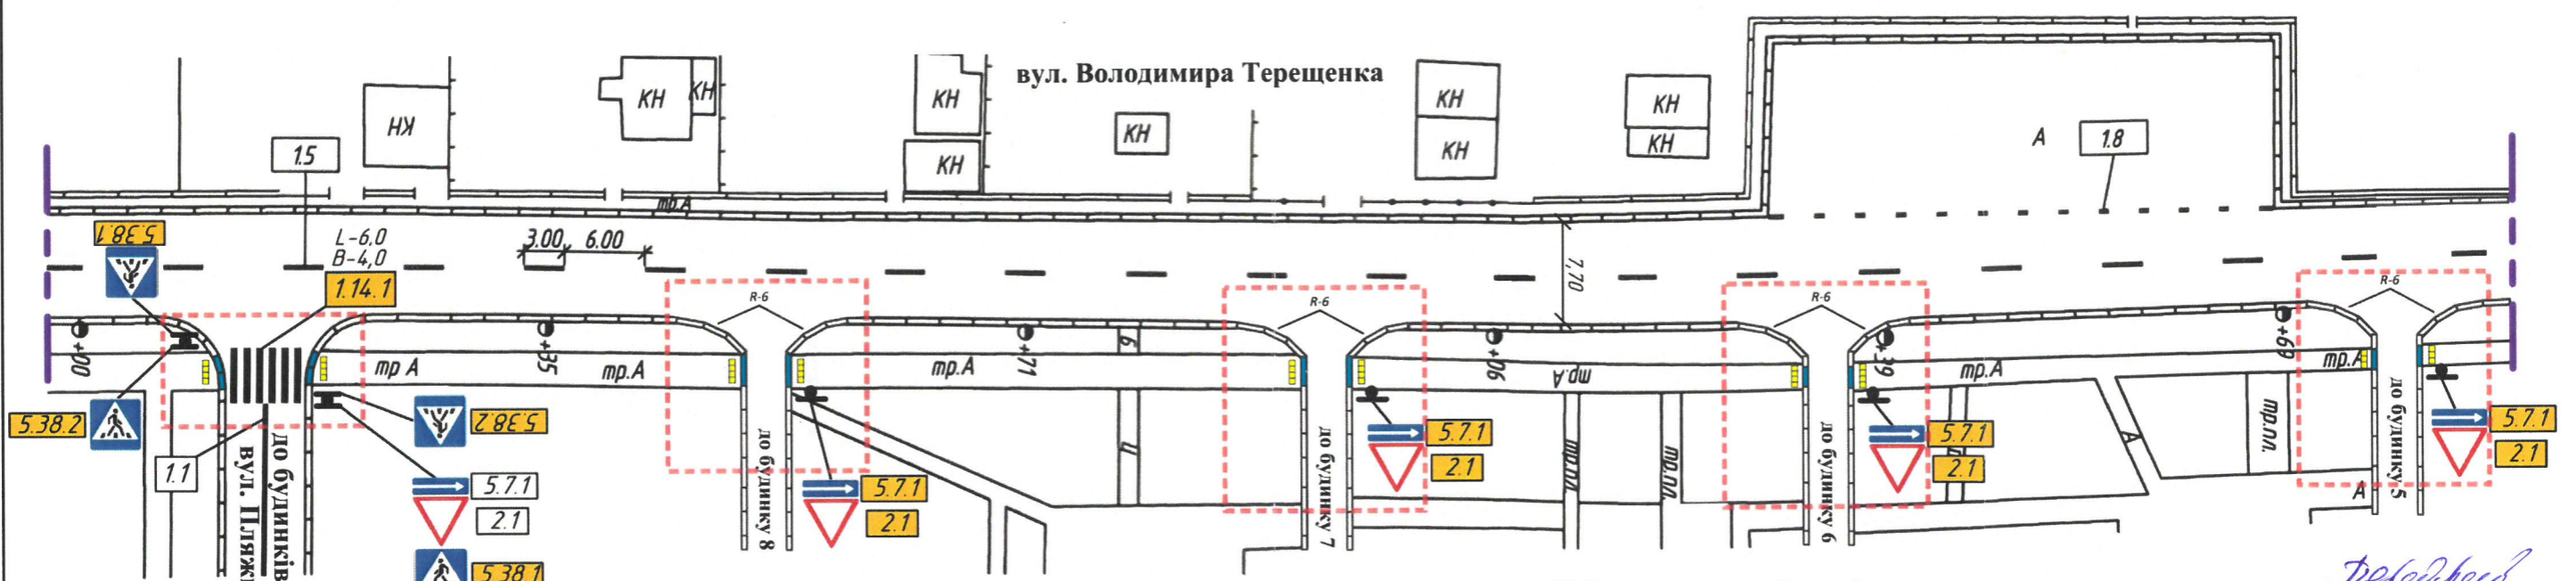 вул. Володимира Терещенка
КН
КН
КН
КН
КН
КН
КН
КН
КН
КН
1.5
А
1.8
тр.А
5.38.1
L-6,0
В-4,0
1.14.1
3.00
6.00
7,70
R-6
R-6
R-6
R-6
+00
+35
+71
+06
+39
+69
тр А
тр.А
тр.А
тр.А
тр.А
тр.А
Б
Ц
тр.пл
тр.пл.
тр.пл.
А
А
5.38.2
5.38.2
1.1
до будинків
вул.
5.7.1
2.1
5.38.1
до будинку 8
5.7.1
2.1
до будинку 7
5.7.1
2.1
до будинку 6
5.7.1
2.1
до будинку 5
5.7.1
2.1